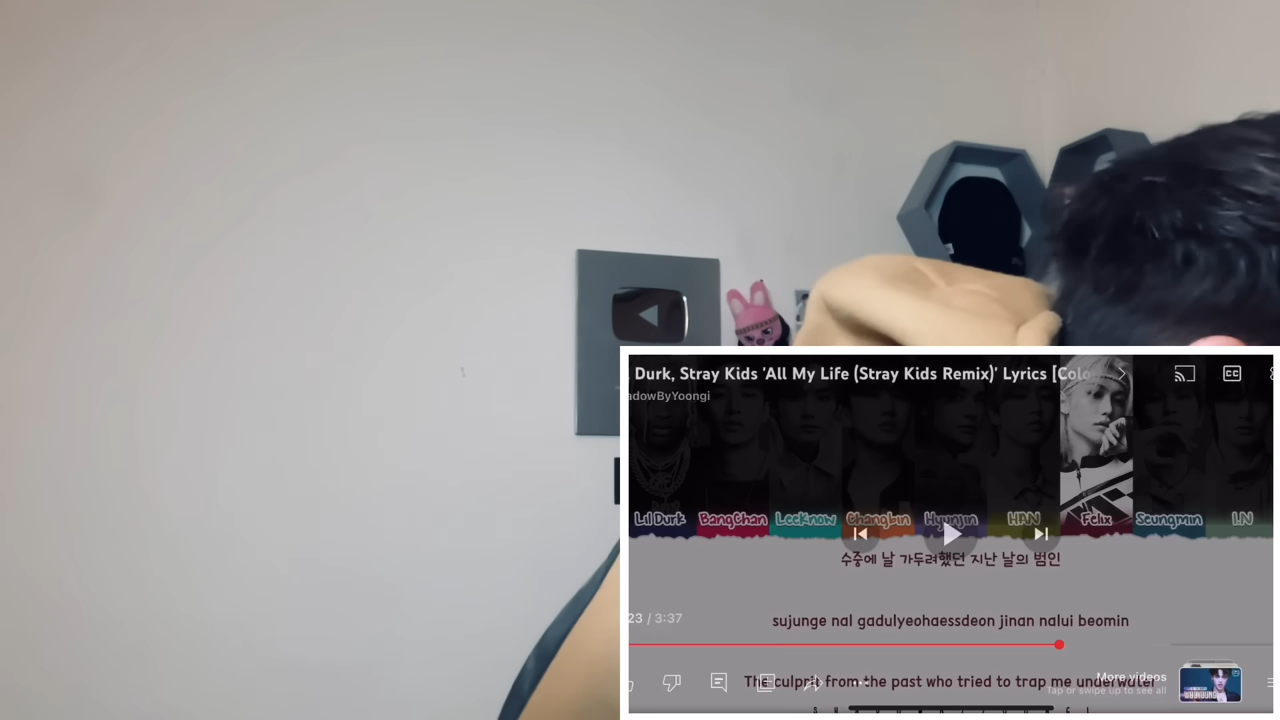 Durk, Stray Kids 'All My Life (Stray Kids Remix)' Lyrics [Colo
adowByYoongi
Lil Durk BangChan LeeKnow Changbin Hyunjin HAN Felix Seungmin I.N
수중에 날 가두려했던 지난 날의 범인
23 / 3:37
sujunge nal gadulyeohaessdeon jinan nalui beomin
The culprit from the past who tried to trap me underwater
More videos
Tap or swipe up to see all